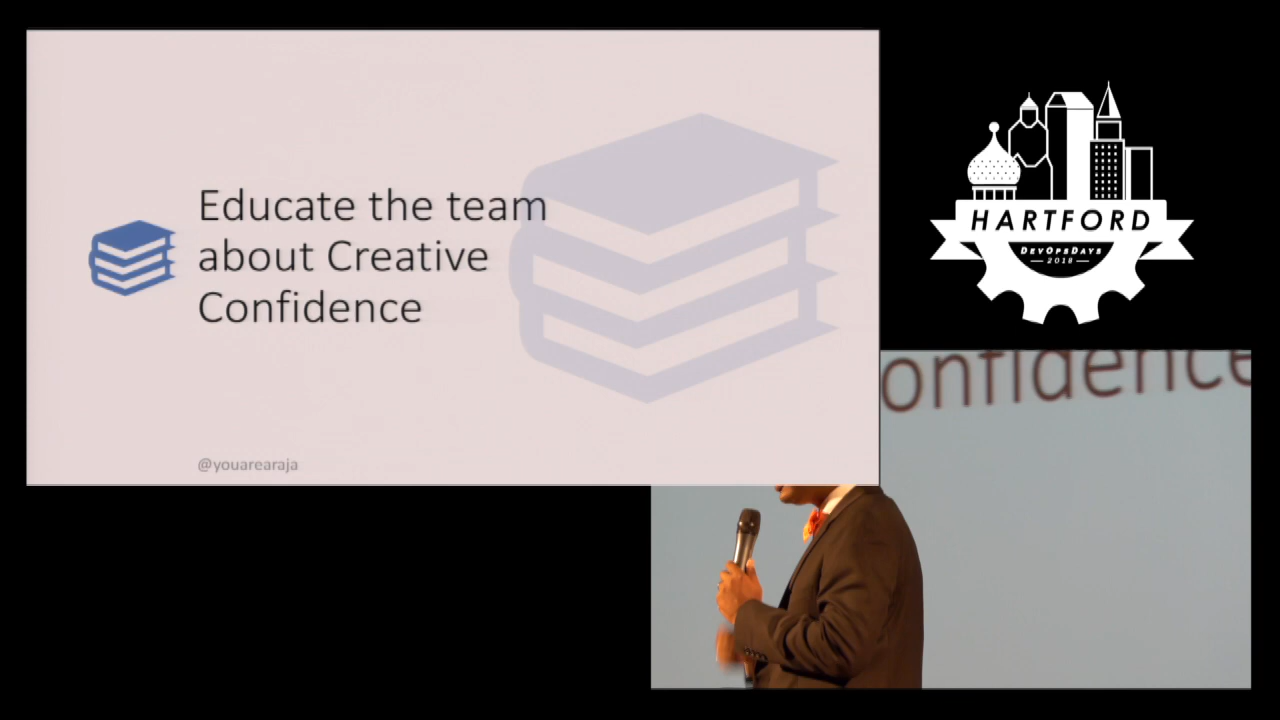 Educate the team
about Creative
Confidence
@youarearaja
HARTFORD
DEVOPSDAYS
2018
onfidence